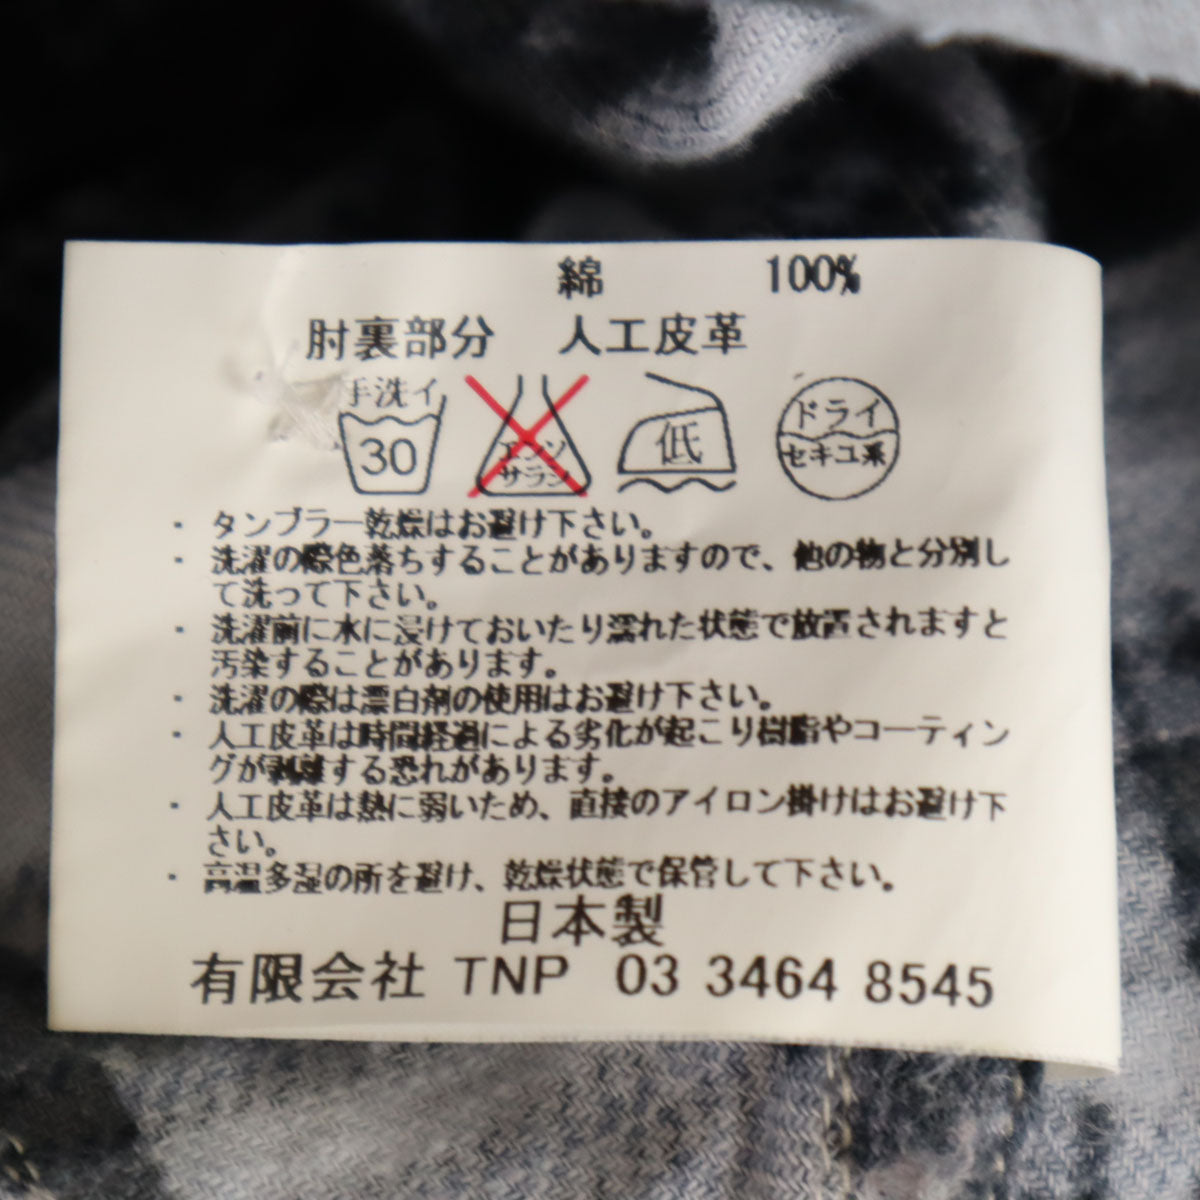 綿 100%
肘裏部分 人工皮革
手洗イ
30
エンソ
サラシ
低
ドライ
セキユ系
・ タンブラー乾燥はお避け下さい。
・ 洗濯の際色落ちすることがありますので、他の物と分別し
て洗って下さい。
・ 洗濯前に水に浸けておいたり濡れた状態で放置されますと
汚染することがあります。
・ 洗濯の際は漂白剤の使用はお避け下さい。
・ 人工皮革は時間経過による劣化が起こり樹脂やコーティン
グが剥離する恐れがあります。
・ 人工皮革は熱に弱いため、直接のアイロン掛けはお避け下
さい。
・ 高温多湿の所を避け、乾燥状態で保管して下さい。
日本製
有限会社 TNP 03 3464 8545